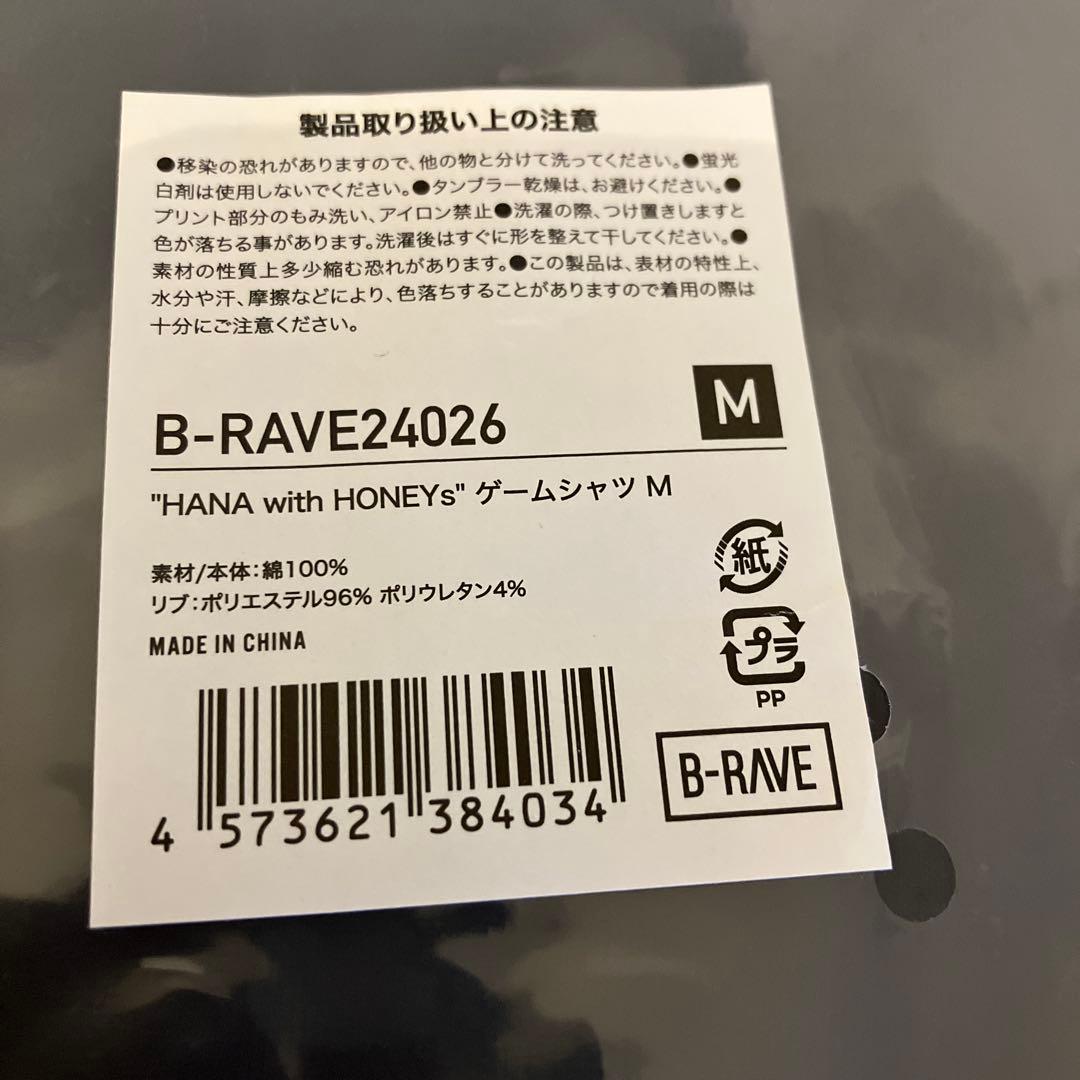 製品取り扱い上の注意
●移染の恐れがありますので、他の物と分けて洗ってください。●蛍光
白剤は使用しないでください。●タンブラー乾燥は、お避けください。●
プリント部分のもみ洗い、アイロン禁止●洗濯の際、つけ置きしますと
色が落ちる事があります。洗濯後はすぐに形を整えて干してください。●
素材の性質上多少縮む恐れがあります。●この製品は、表材の特性上、
水分や汗、摩擦などにより、色落ちすることがありますので着用の際は
十分にご注意ください。
B-RAVE24026
M
"HANA with HONEYs" ゲームシャツ M
素材/本体:綿100%
リブ:ポリエステル96% ポリウレタン4%
MADE IN CHINA
紙
プラ
PP
B-RAVE
4 573621 384034